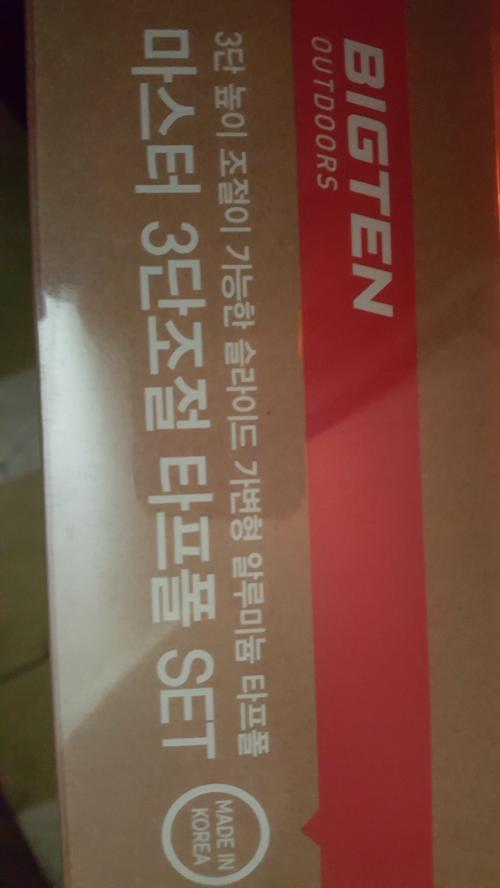 BIGTEN
OUTDOORS
3단 높이 조절이 가능한 슬라이드 가변형 알루미늄 타프폴
마스터 3단조절 타프폴 SET
MADE IN
KOREA